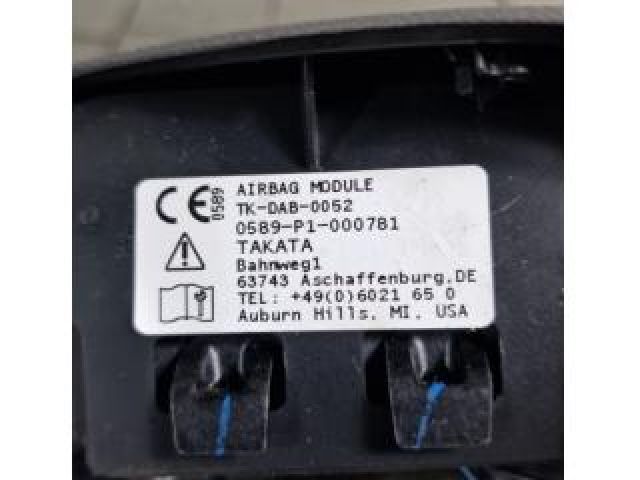 CE 0589
AIRBAG MODULE
TK-DAB-0052
0589-P1-000781
TAKATA
Bahnweg1
63743 Aschaffenburg,DE
TEL: +49(0)6021 65 0
Auburn Hills, MI, USA